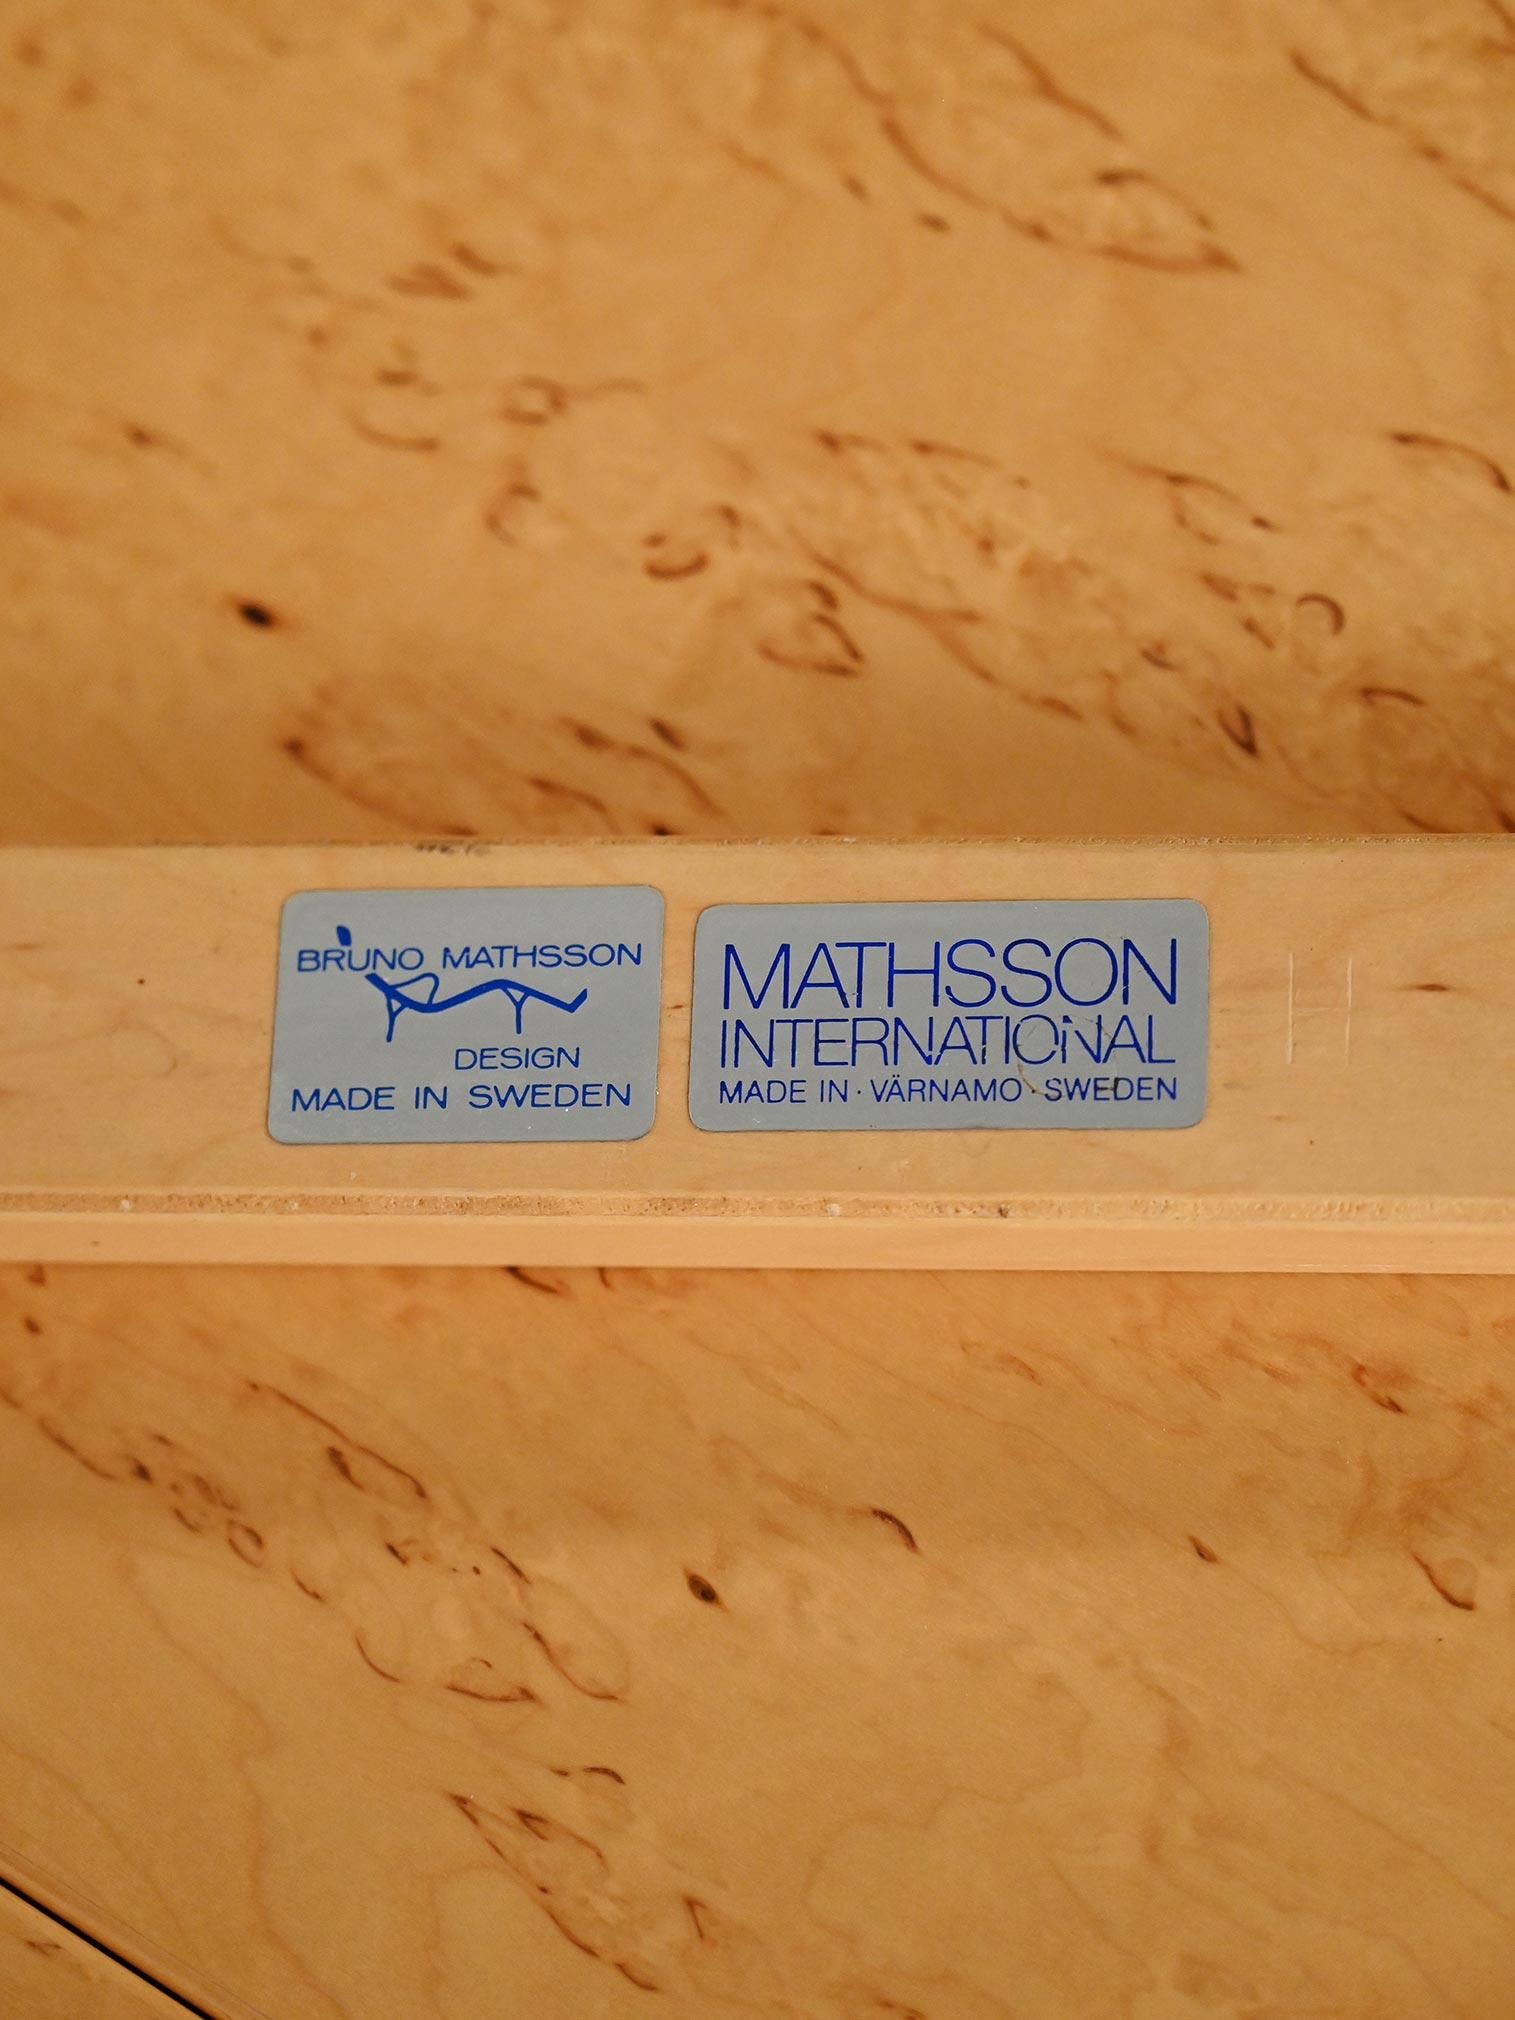 BRUNO MATHSSON
DESIGN
MADE IN SWEDEN
MATHSSON
INTERNATIONAL
MADE IN · VÄRNAMO · SWEDEN